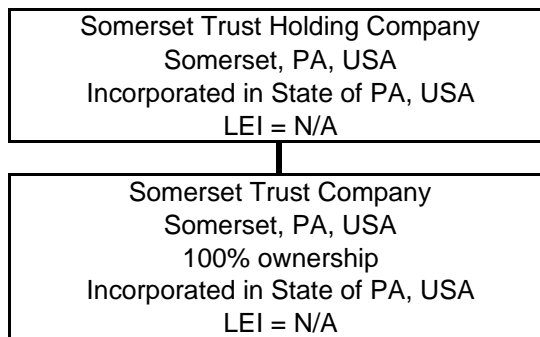 Somerset Trust Holding Company
Somerset, PA, USA
Incorporated in State of PA, USA
LEI = N/A
Somerset Trust Company
Somerset, PA, USA
100% ownership
Incorporated in State of PA, USA
LEI = N/A